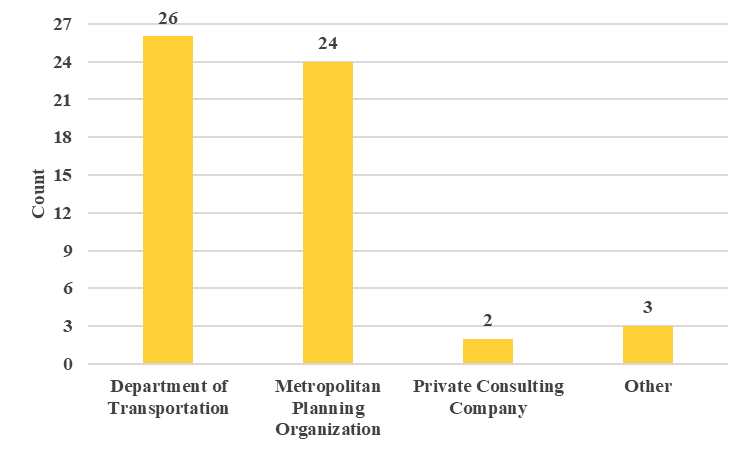 27
24
21
18
15
12
9
6
3
0
Count
26
24
2
3
Department of
Transportation
Metropolitan
Planning
Organization
Private Consulting
Company
Other